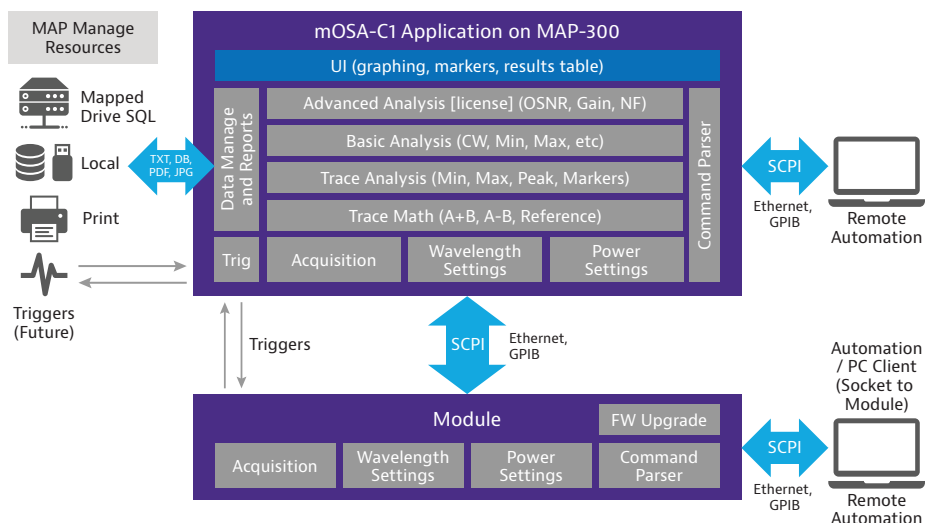 MAP Manage
Resources
Mapped
Drive SQL
Local
Print
Triggers
(Future)
TXT, DB,
PDF, JPG
mOSA-C1 Application on MAP-300
UI (graphing, markers, results table)
Data Manage
and Reports
Advanced Analysis [license] (OSNR, Gain, NF)
Basic Analysis (CW, Min, Max, etc)
Trace Analysis (Min, Max, Peak, Markers)
Trace Math (A+B, A-B, Reference)
Trig
Acquisition
Wavelength
Settings
Power
Settings
Command Parser
SCPI
Ethernet,
GPIB
Remote
Automation
Triggers
SCPI
Ethernet,
GPIB
Module
FW Upgrade
Acquisition
Wavelength
Settings
Power
Settings
Command
Parser
SCPI
Ethernet,
GPIB
Automation
/ PC Client
(Socket to
Module)
Remote
Automation